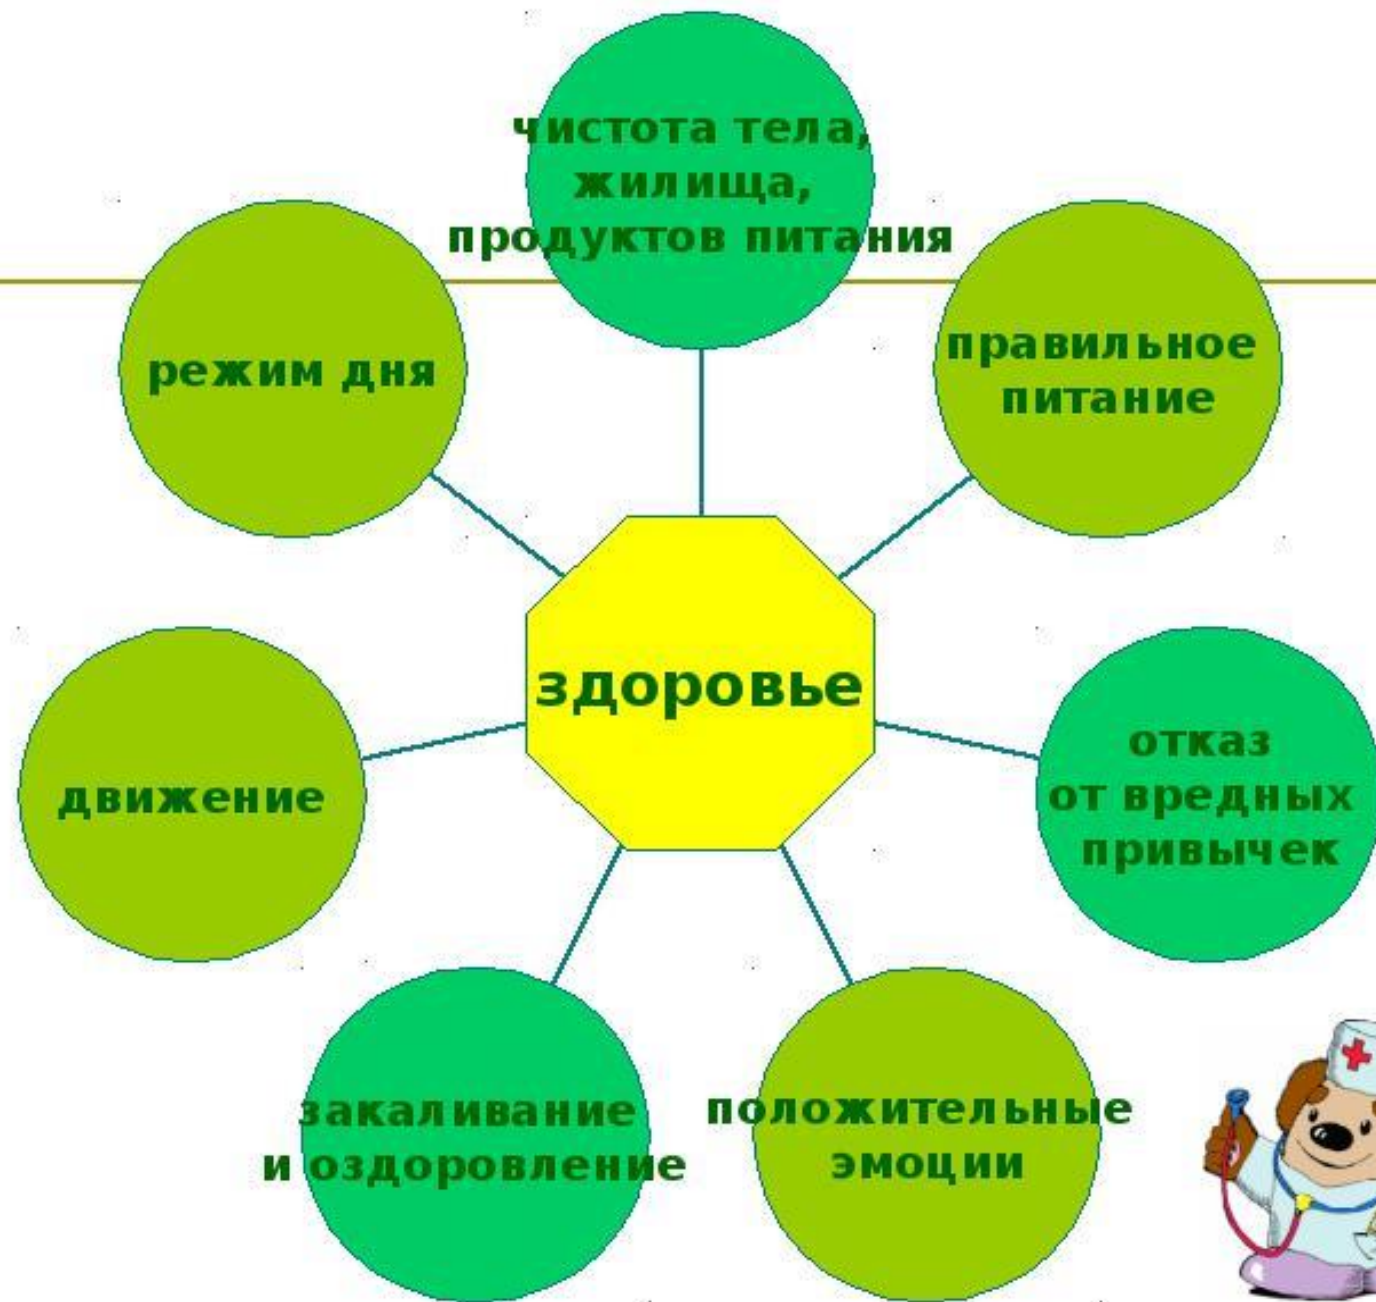 чистота тела,
жилища,
продуктов питания
режим дня
правильное
питание
здоровье
движение
отказ
от вредных
привычек
закаливание
и оздоровление
положительные
эмоции